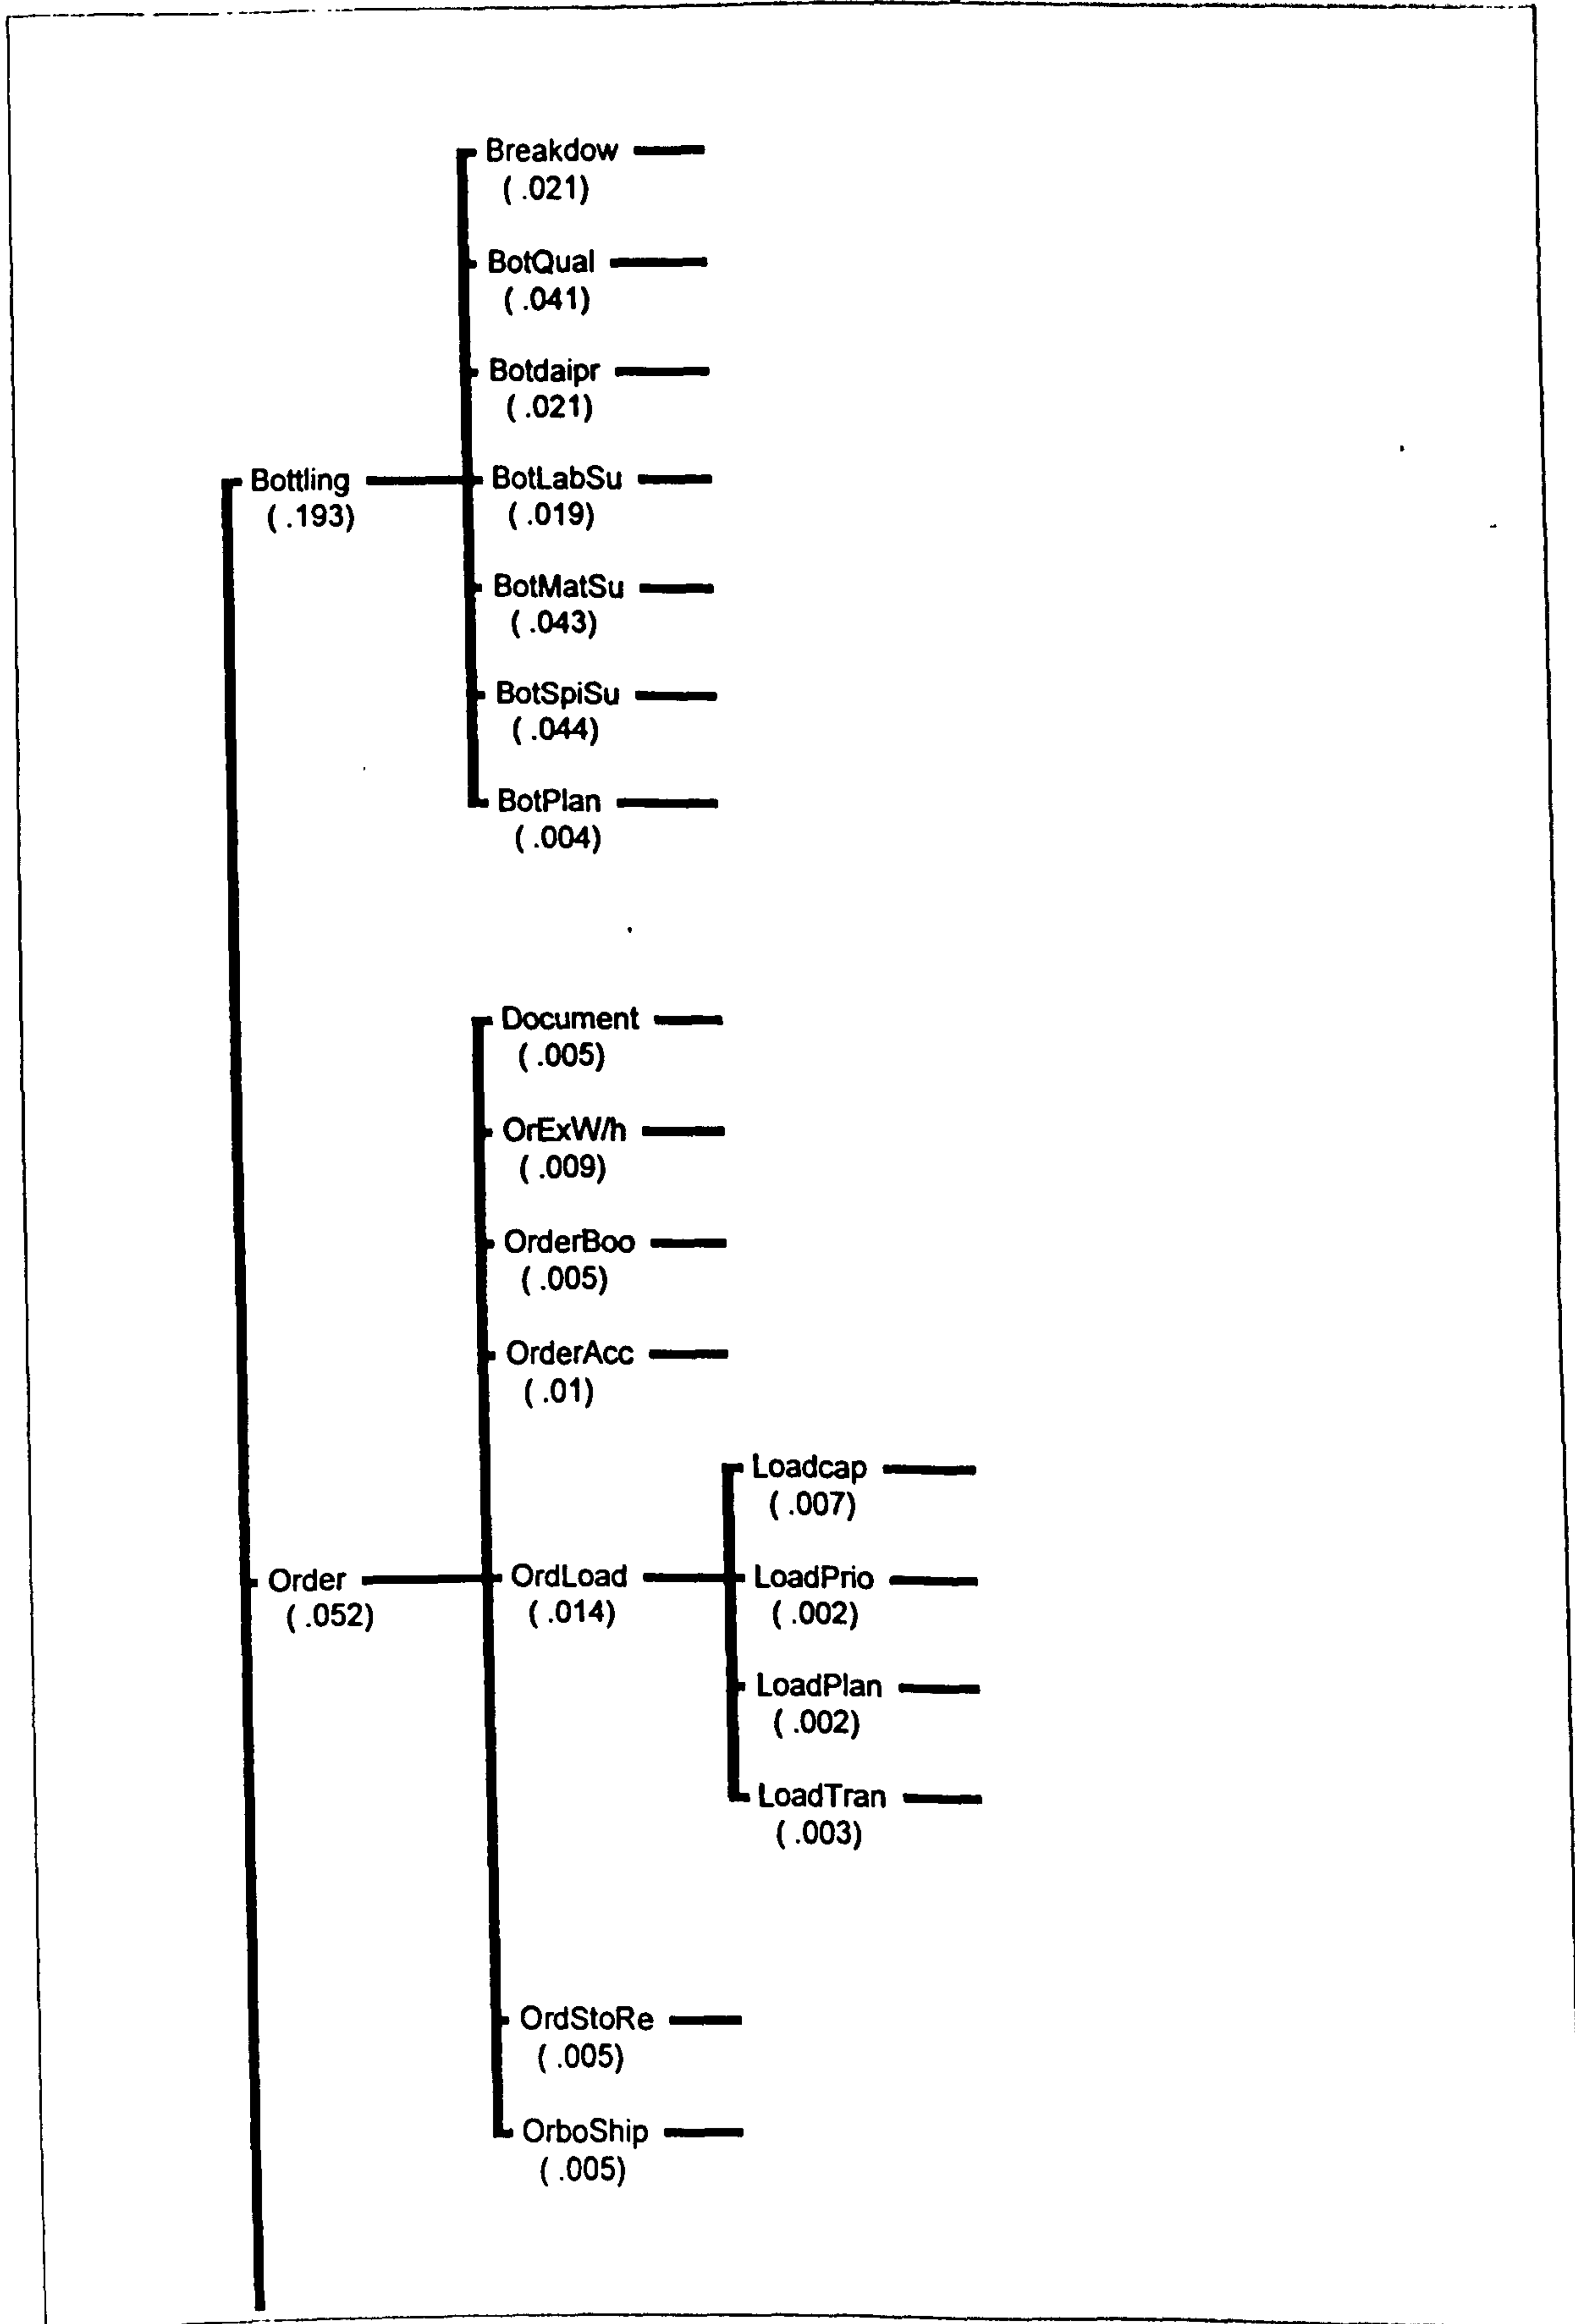 Breakdow
( .021)
BotQual
( .041)
Botdaipr
( .021)
Bottling
( .193)
BotLabSu
( .019)
BotMatSu
( .043)
BotSpiSu
( .044)
BotPlan
( .004)
Document
( .005)
OrExW/h
( .009)
OrderBoo
( .005)
OrderAcc
( .01)
Loadcap
( .007)
Order
( .052)
OrdLoad
( .014)
LoadPrio
( .002)
LoadPlan
( .002)
LoadTran
( .003)
OrdStoRe
( .005)
OrboShip
( .005)